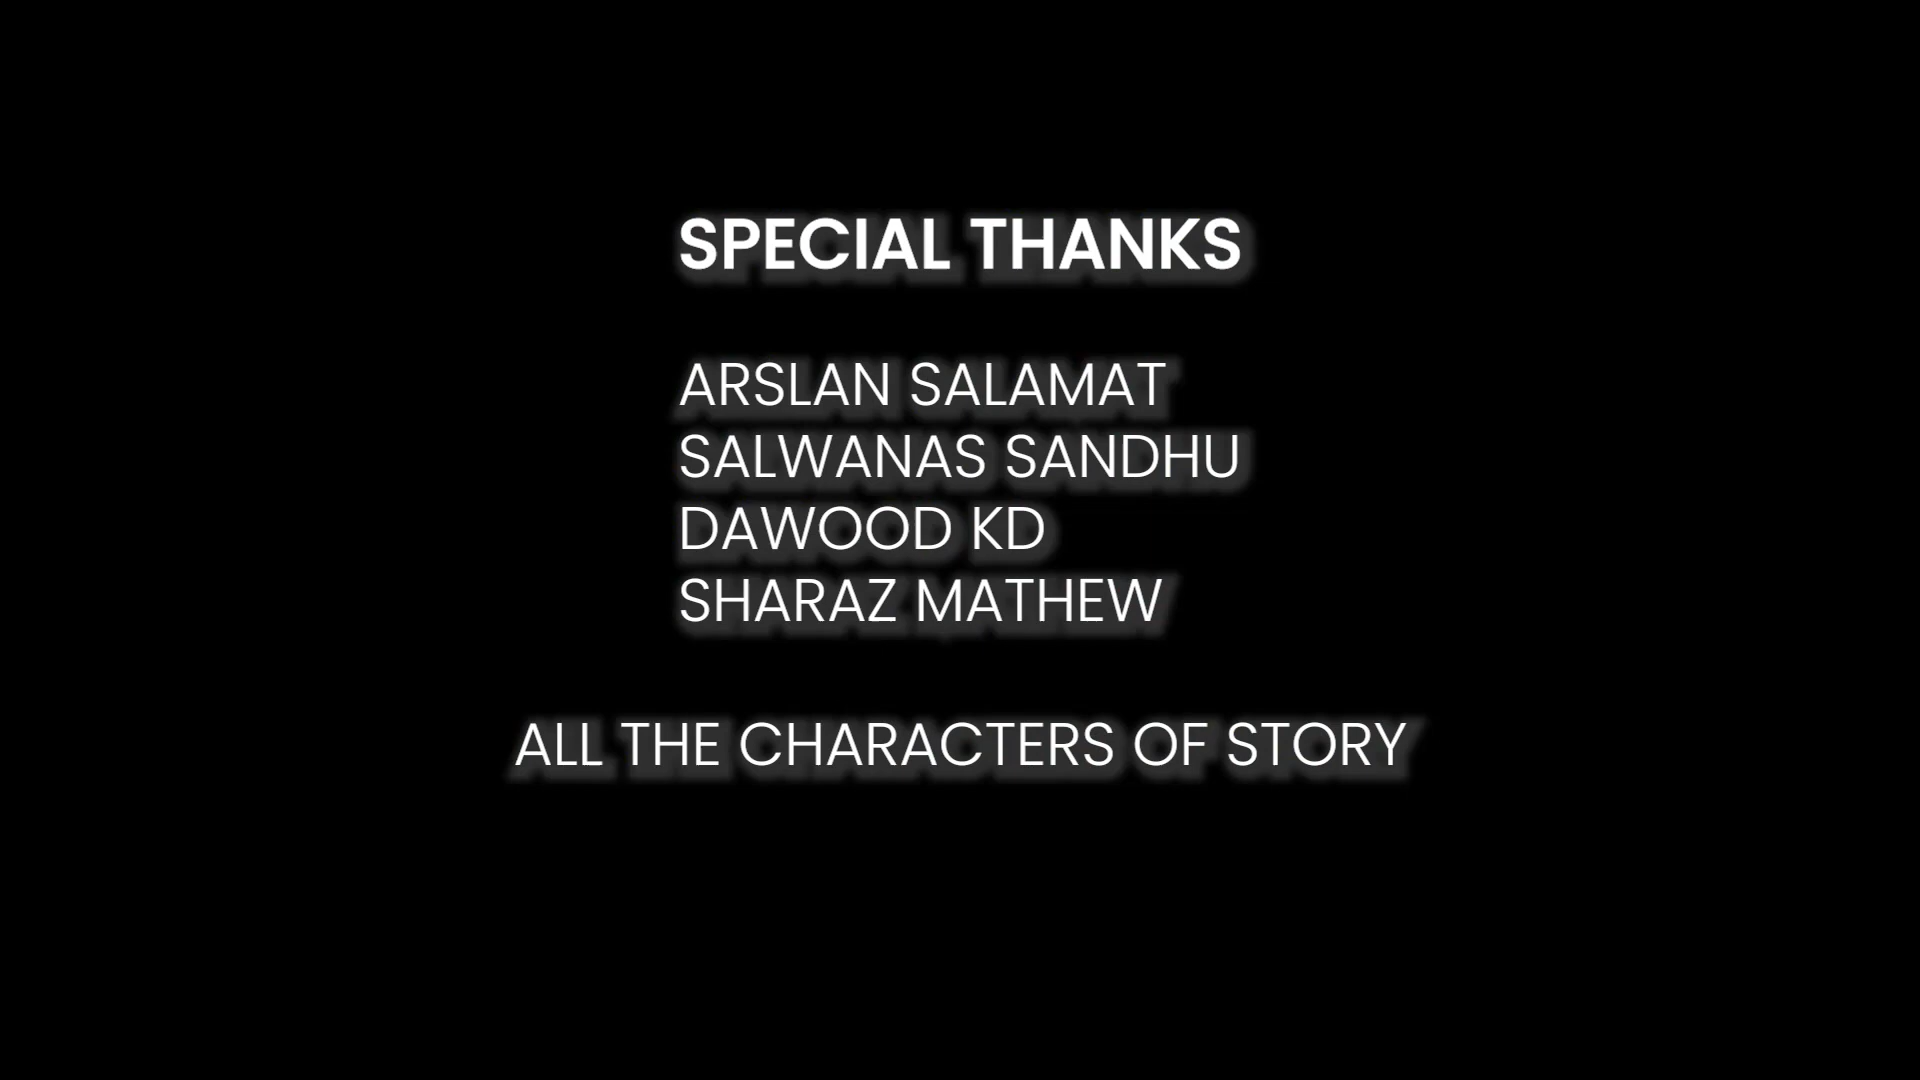 SPECIAL THANKS
ARSLAN SALAMAT
SALWANAS SANDHU
DAWOOD KD
SHARAZ MATHEW
ALL THE CHARACTERS OF STORY